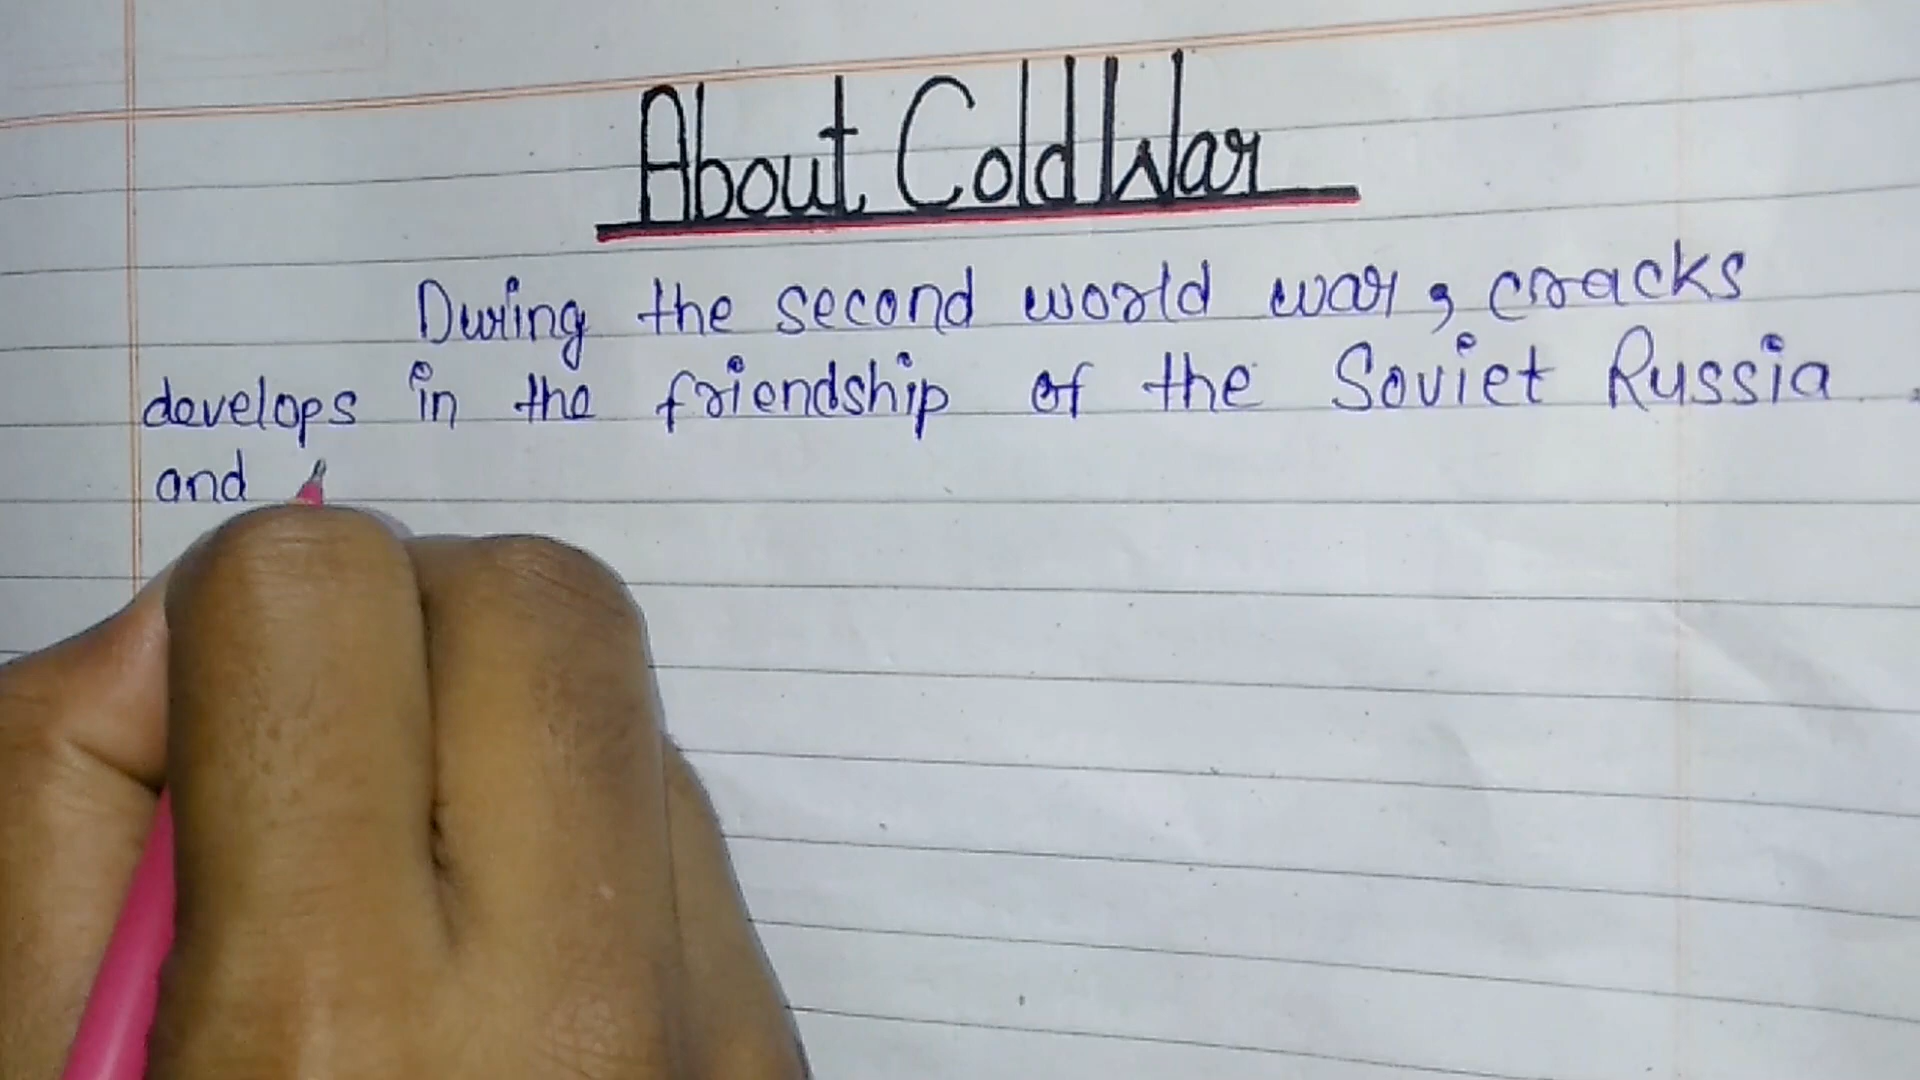 About Cold War
During the second world war, cracks
develops in the friendship of the Soviet Russia
and